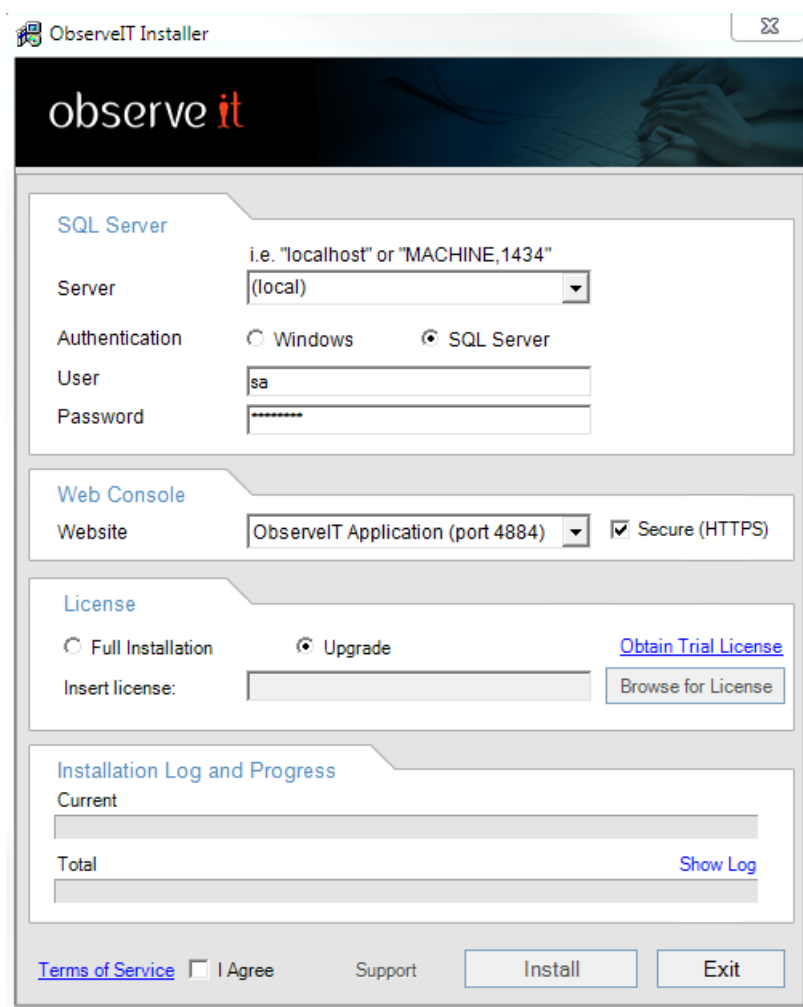 ObserveIT Installer
observe it
SQL Server
i.e. "localhost" or "MACHINE,1434"
Server (local)
Authentication Windows SQL Server
User sa
Password ********
Web Console
Website ObserveIT Application (port 4884) Secure (HTTPS)
License
Full Installation Upgrade Obtain Trial License
Insert license: Browse for License
Installation Log and Progress
Current
Total Show Log
Terms of Service I Agree Support Install Exit